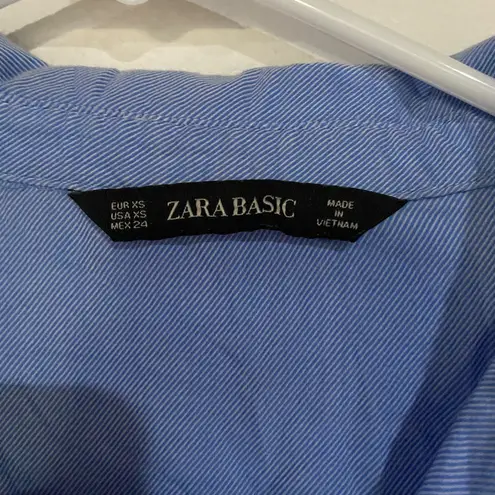 EUR XS
USA XS
MEX 24
ZARA BASIC
MADE
IN
VIETNAM